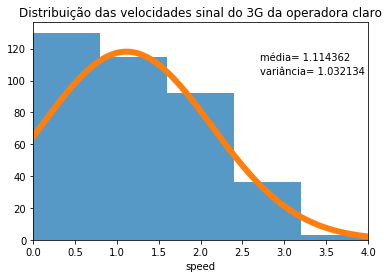 Distribuição das velocidades sinal do 3G da operadora claro
média= 1.114362
variância= 1.032134
120
100
80
60
40
20
0
0.0 0.5 1.0 1.5 2.0 2.5 3.0 3.5 4.0
speed